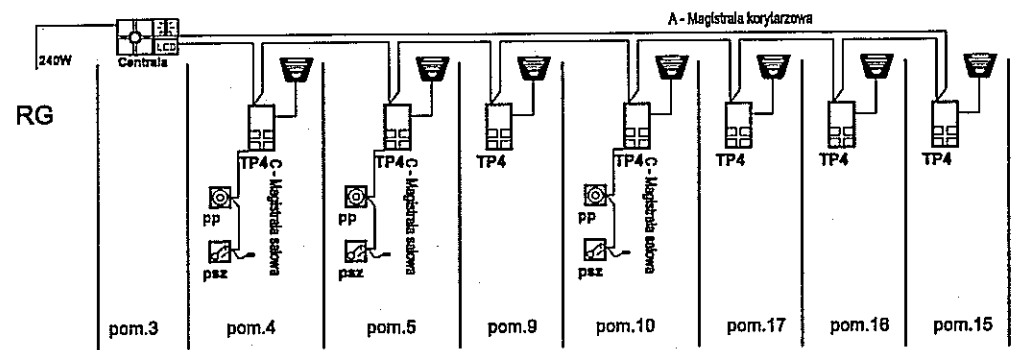 A - Magistrala korylarzowa
LCD
240W
Centrala
RG
TP4
TP4
TP4
TP4
TP4
TP4
TP4
C - Magistrala salowa
C - Magistrala salowa
C - Magistrala salowa
pp
pp
pp
psz
psz
psz
pom.3
pom.4
pom.5
pom.9
pom.10
pom.17
pom.16
pom.15